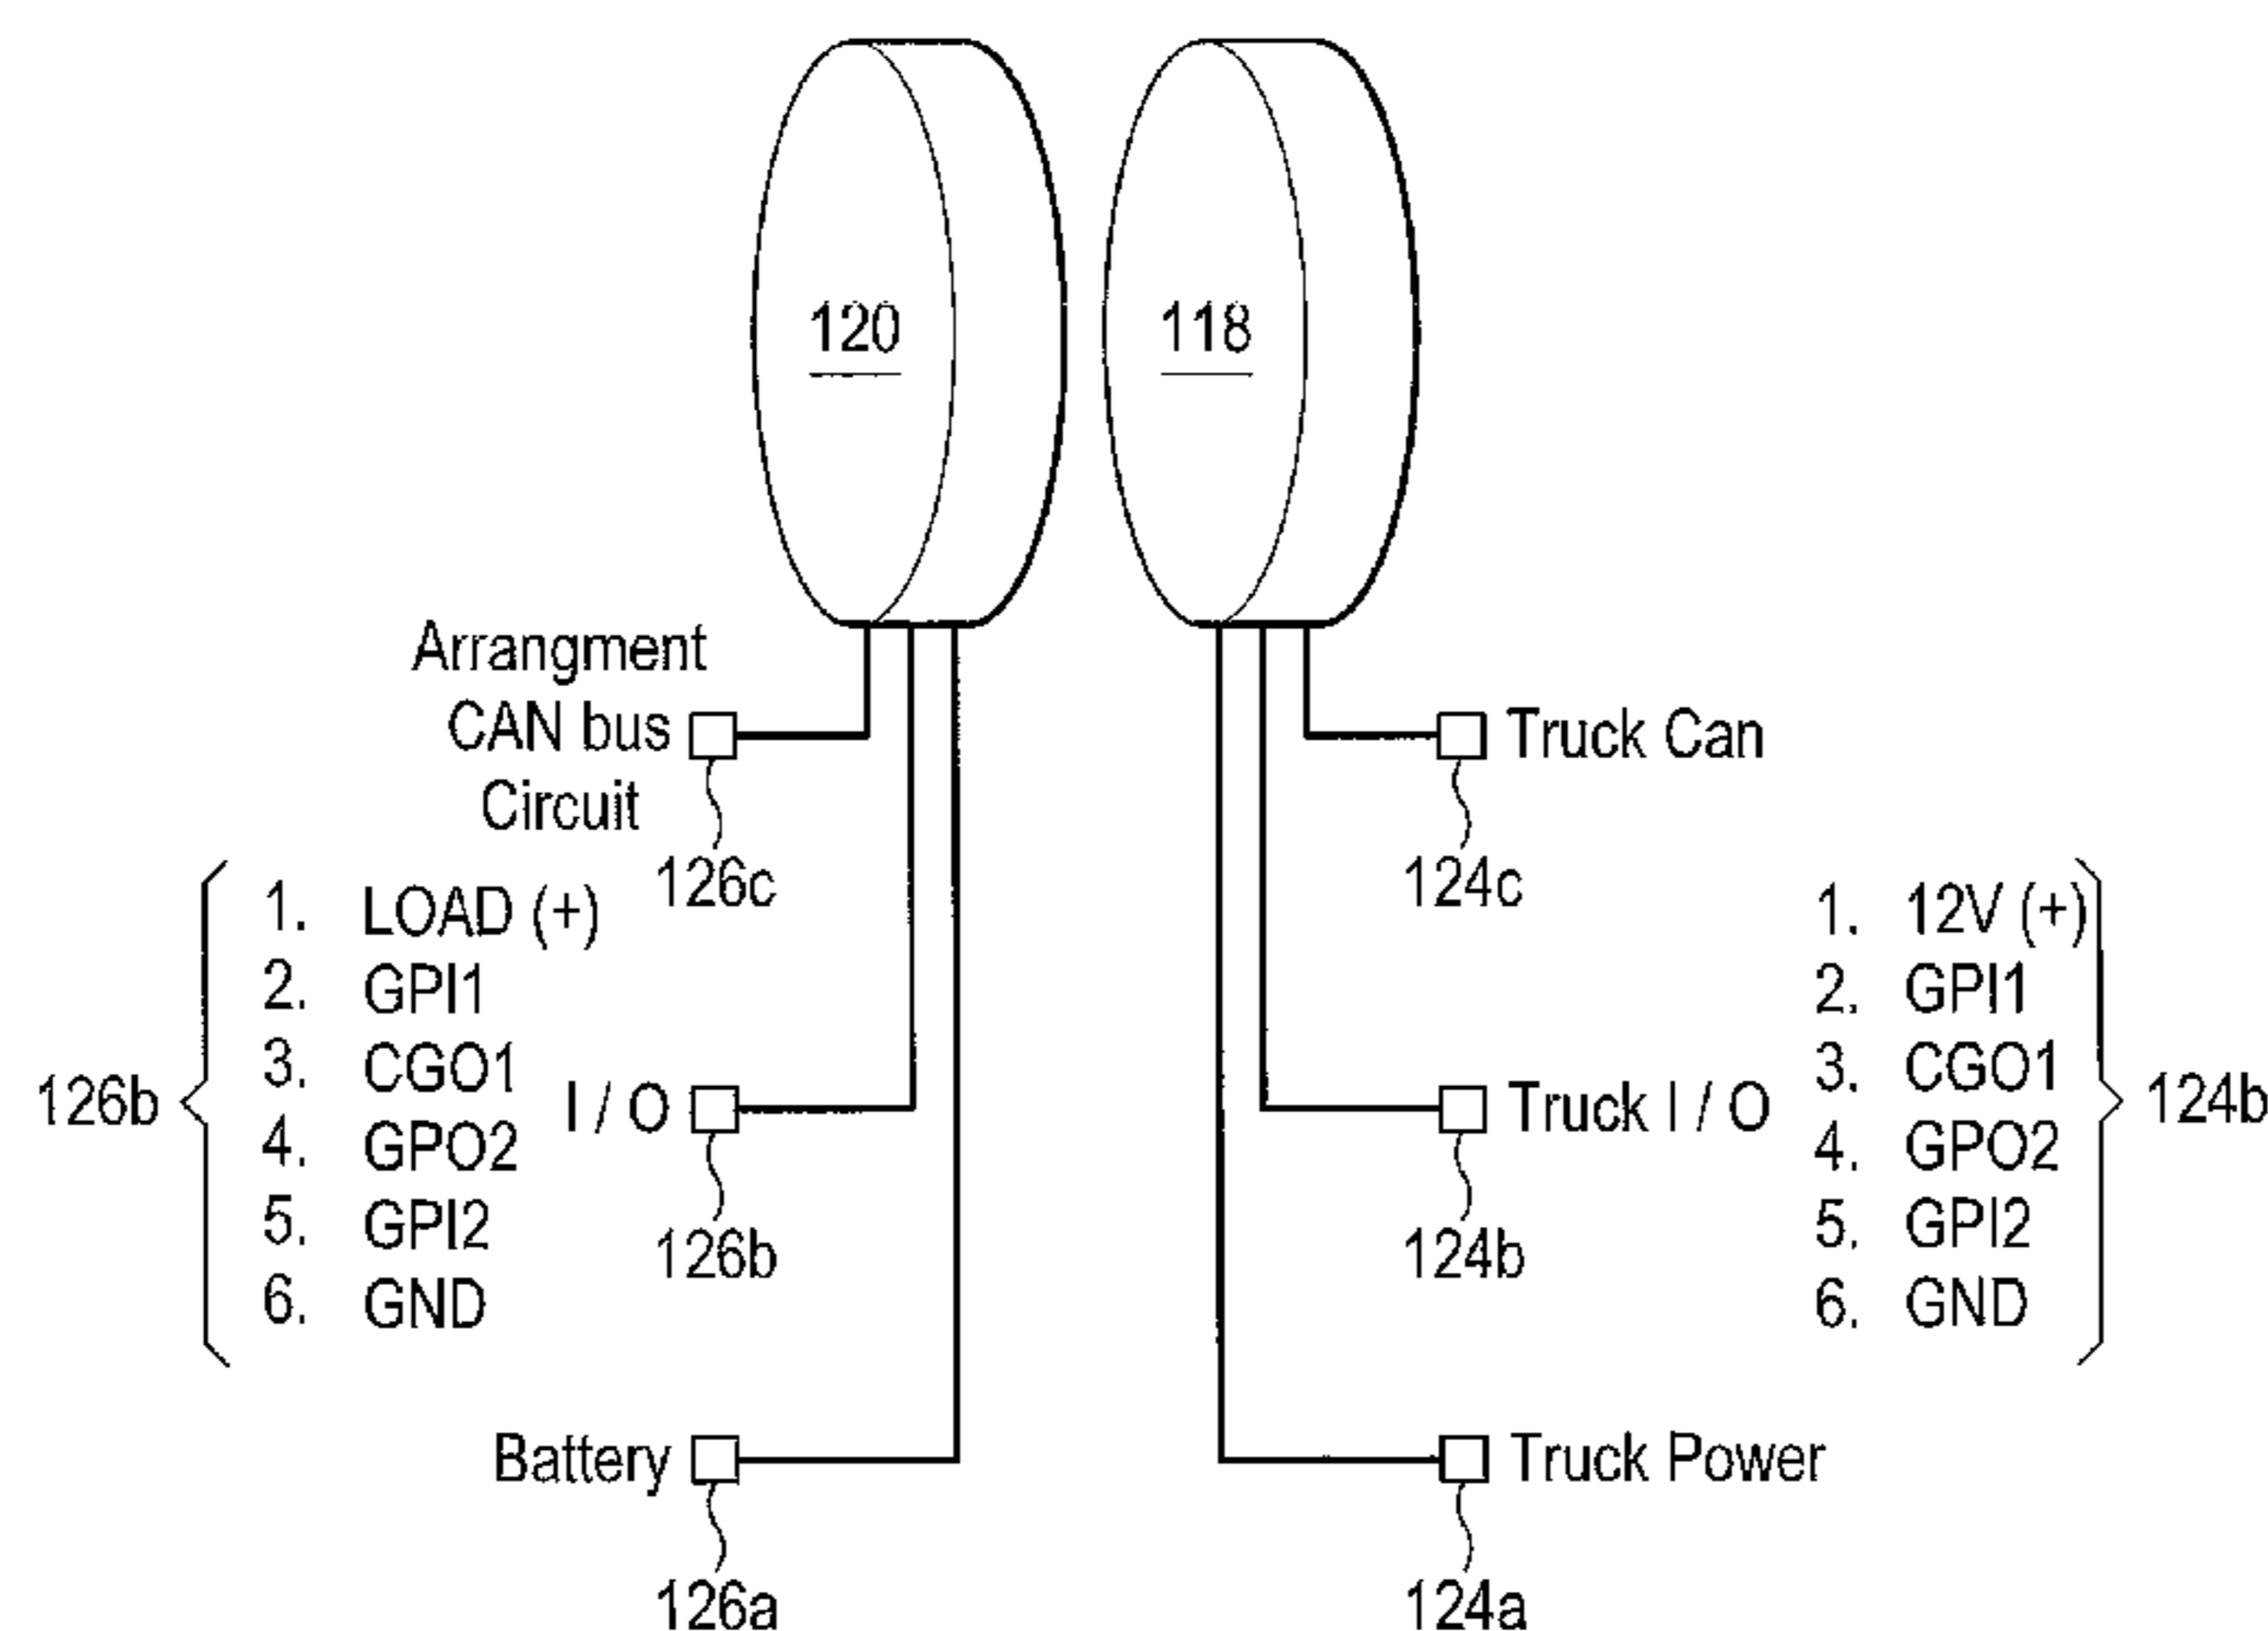 120
118
Arrangment
CAN bus
Circuit
Truck Can
126c
124c
1. LOAD (+)
2. GPI1
3. CGO1
4. GPO2
5. GPI2
6. GND
126b
I / O
126b
Truck I / O
124b
1. 12V (+)
2. GPI1
3. CGO1
4. GPO2
5. GPI2
6. GND
124b
Battery
126a
Truck Power
124a